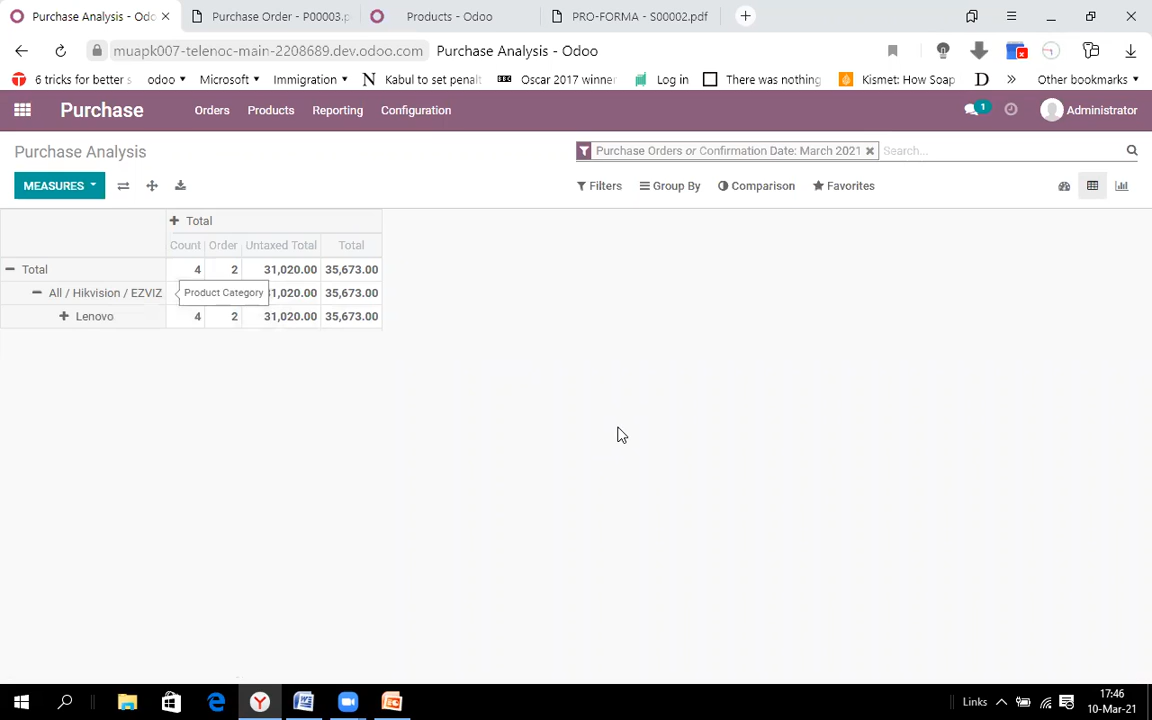 Purchase Analysis - Odo
Purchase Order - P00003.p
Products - Odoo
PRO-FORMA - S00002.pdf
muapk007-telenoc-main-2208689.dev.odoo.com Purchase Analysis - Odoo
6 tricks for better s
odoo
Microsoft
Immigration
Kabul to set penalt
Oscar 2017 winner
Log in
There was nothing
Kismet: How Soap
Other bookmarks
Purchase
Orders
Products
Reporting
Configuration
1
Administrator
Purchase Analysis
Purchase Orders or Confirmation Date: March 2021
Search...
MEASURES
Filters
Group By
Comparison
Favorites
Total
Count Order Untaxed Total Total
Total 4 2 31,020.00 35,673.00
All / Hikvision / EZVIZ Product Category 31,020.00 35,673.00
Lenovo 4 2 31,020.00 35,673.00
Links
17:46
10-Mar-21